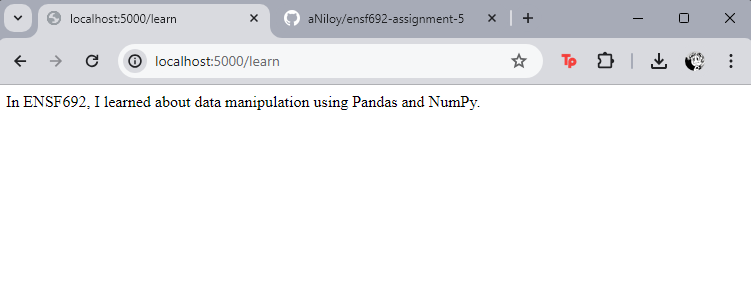 localhost:5000/learn
aNiloy/ensf692-assignment-5
localhost:5000/learn
Tp
In ENSF692, I learned about data manipulation using Pandas and NumPy.